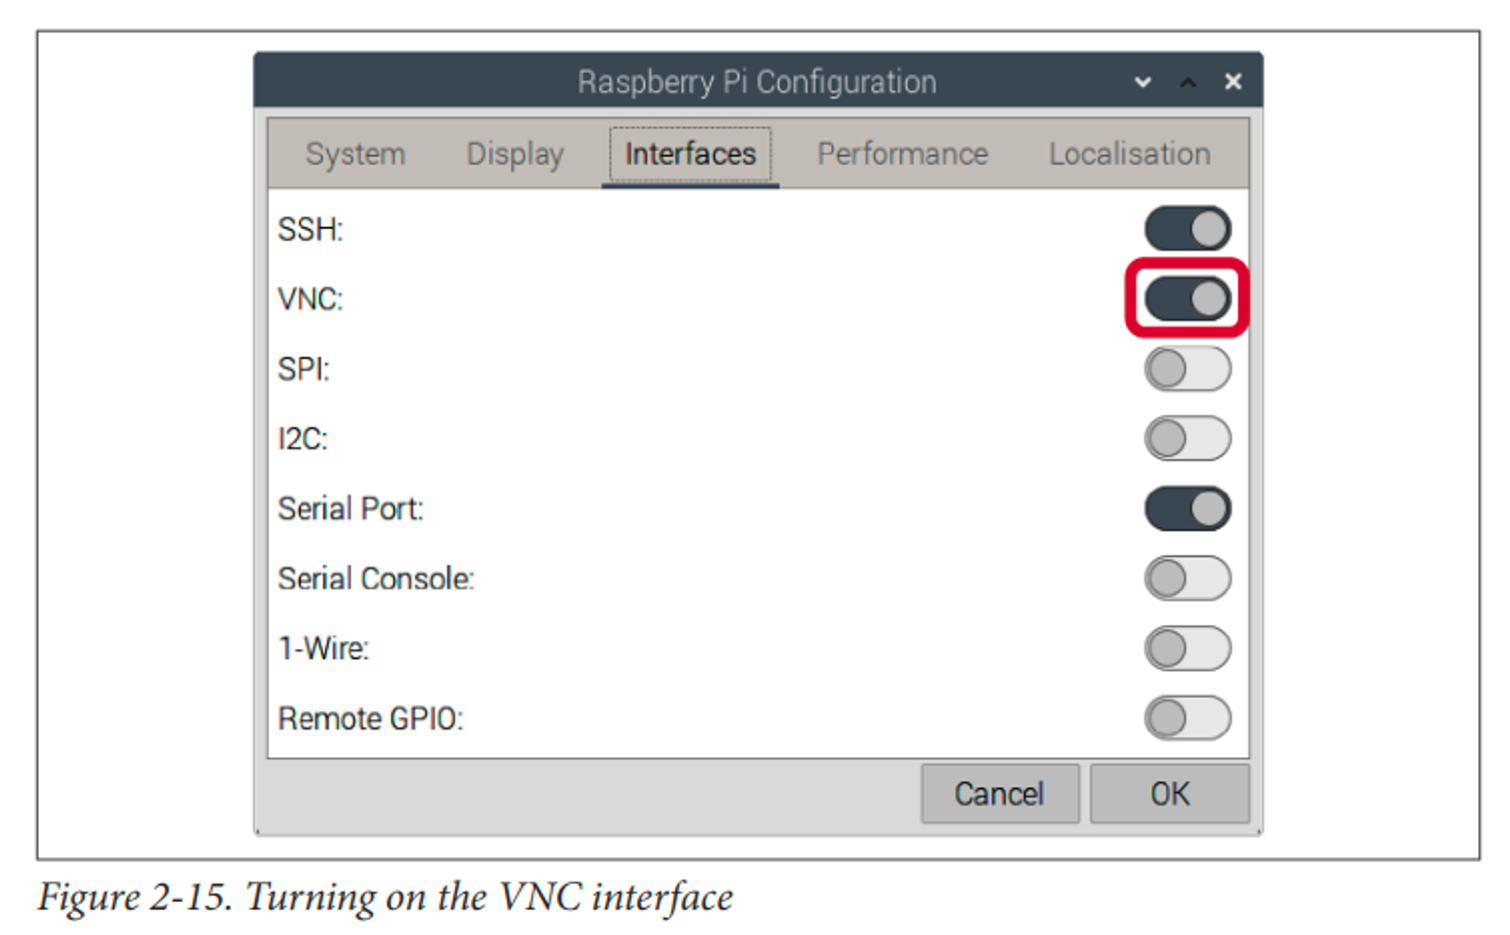 Raspberry Pi Configuration
System Display Interfaces Performance Localisation
SSH:
VNC:
SPI:
I2C:
Serial Port:
Serial Console:
1-Wire:
Remote GPIO:
Cancel OK
Figure 2-15. Turning on the VNC interface